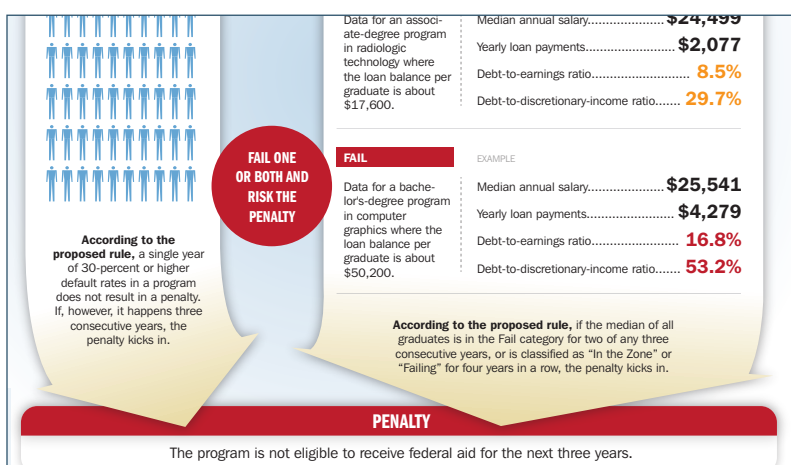 Data for an associ-
ate-degree program
in radiologic
technology where
the loan balance per
graduate is about
$17,600.
Median annual salary..................... $24,499
Yearly loan payments........................ $2,077
Debt-to-earnings ratio.......................... 8.5%
Debt-to-discretionary-income ratio....... 29.7%
FAIL ONE
OR BOTH AND
RISK THE
PENALTY
FAIL
EXAMPLE
Data for a bache-
lor's-degree program
in computer
graphics where the
loan balance per
graduate is about
$50,200.
Median annual salary..................... $25,541
Yearly loan payments........................ $4,279
Debt-to-earnings ratio....................... 16.8%
Debt-to-discretionary-income ratio....... 53.2%
According to the
proposed rule, a single year
of 30-percent or higher
default rates in a program
does not result in a penalty.
If, however, it happens three
consecutive years, the
penalty kicks in.
According to the proposed rule, if the median of all
graduates is in the Fail category for two of any three
consecutive years, or is classified as “In the Zone” or
“Failing” for four years in a row, the penalty kicks in.
PENALTY
The program is not eligible to receive federal aid for the next three years.